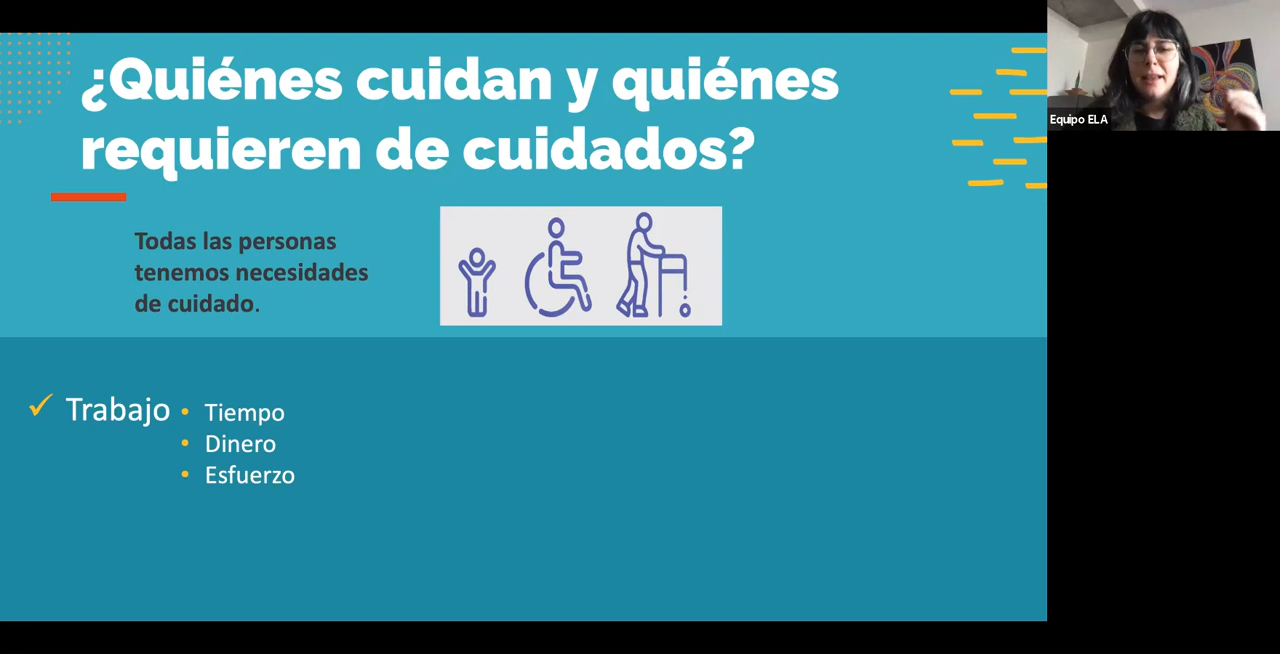 ¿Quiénes cuidan y quiénes
requieren de cuidados?
Equipo ELA
Todas las personas
tenemos necesidades
de cuidado.
✓ Trabajo
• Tiempo
• Dinero
• Esfuerzo